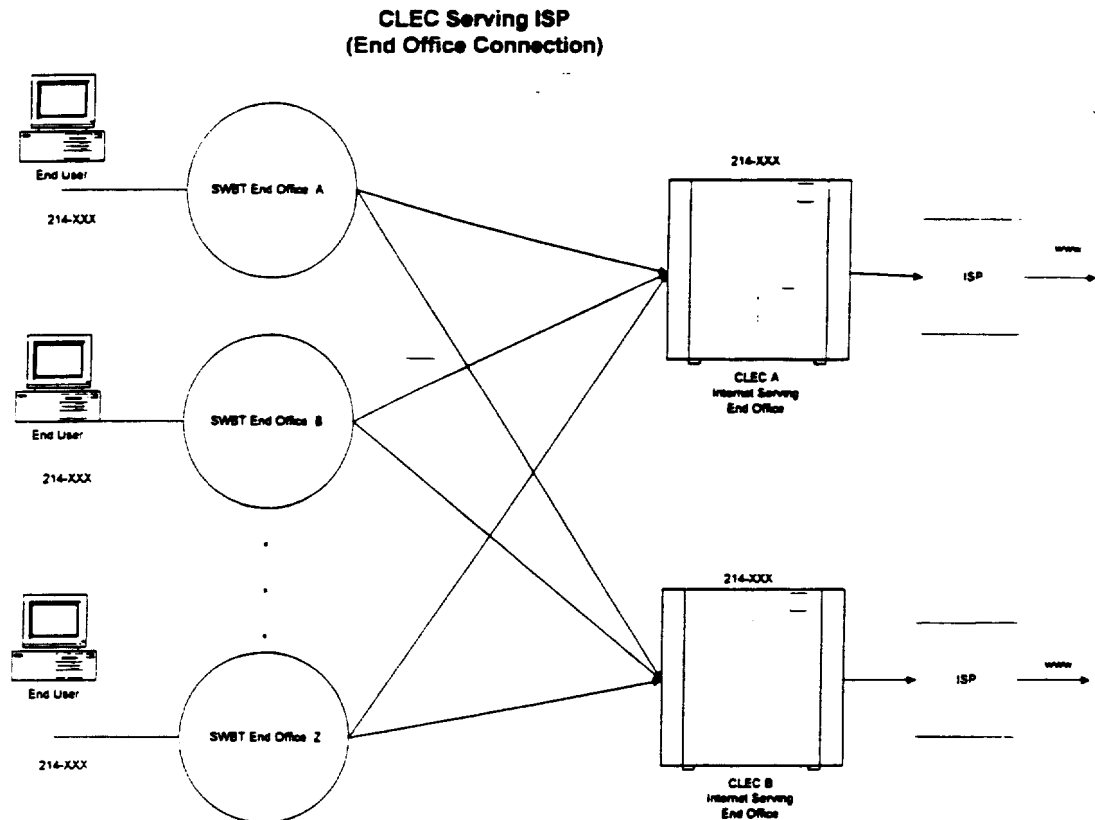 CLEC Serving ISP
(End Office Connection)
End User
214-XXX
SWBT End Office A
214-XXX
CLEC A
Internet Serving
End Office
ISP
www
End User
214-XXX
SWBT End Office B
End User
214-XXX
SWBT End Office Z
214-XXX
CLEC B
Internet Serving
End Office
ISP
www